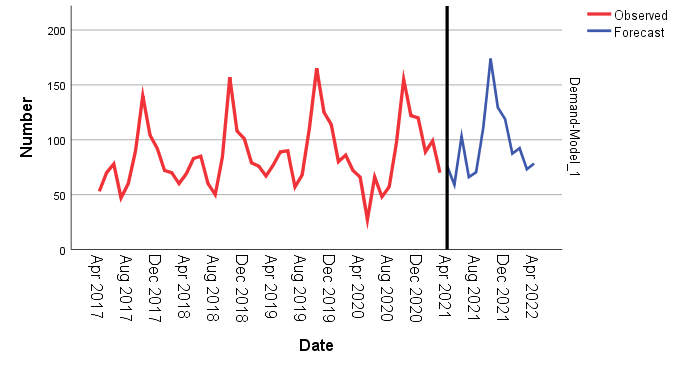 Observed
Forecast
200
150
100
50
0
Number
Demand-Model_1
Apr 2017
Aug 2017
Dec 2017
Apr 2018
Aug 2018
Dec 2018
Apr 2019
Aug 2019
Dec 2019
Apr 2020
Aug 2020
Dec 2020
Apr 2021
Aug 2021
Dec 2021
Apr 2022
Date